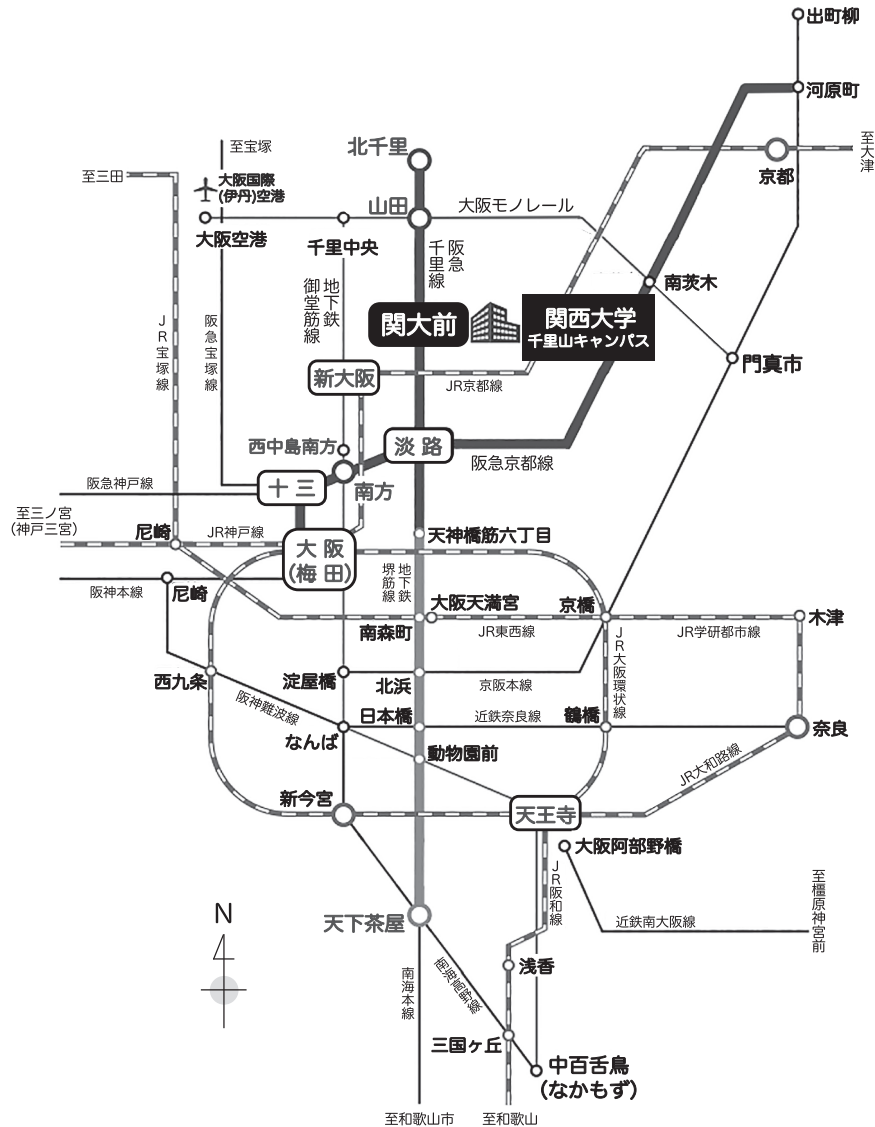 出町柳
河原町
至大津
京都
至宝塚
北千里
至三田
大阪国際
(伊丹)空港
山田
大阪モノレール
大阪空港
千里中央
阪急
千里線
南茨木
地下鉄
御堂筋線
関大前
関西大学
千里山キャンパス
JR宝塚線
阪急宝塚線
門真市
新大阪
JR京都線
西中島南方
淡路
阪急京都線
阪急神戸線
十三
南方
至三ノ宮
(神戸三宮)
尼崎
JR神戸線
大阪
(梅田)
天神橋筋六丁目
阪神本線
尼崎
地下鉄
堺筋線
大阪天満宮
京橋
木津
南森町
JR東西線
JR学研都市線
JR大阪環状線
西九条
淀屋橋
北浜
京阪本線
阪神難波線
日本橋
近鉄奈良線
鶴橋
奈良
なんば
動物園前
JR大和路線
新今宮
天王寺
大阪阿部野橋
JR阪和線
至橿原神宮前
近鉄南大阪線
天下茶屋
N
南海本線
南海高野線
浅香
三国ヶ丘
中百舌鳥
(なかもず)
至和歌山市
至和歌山